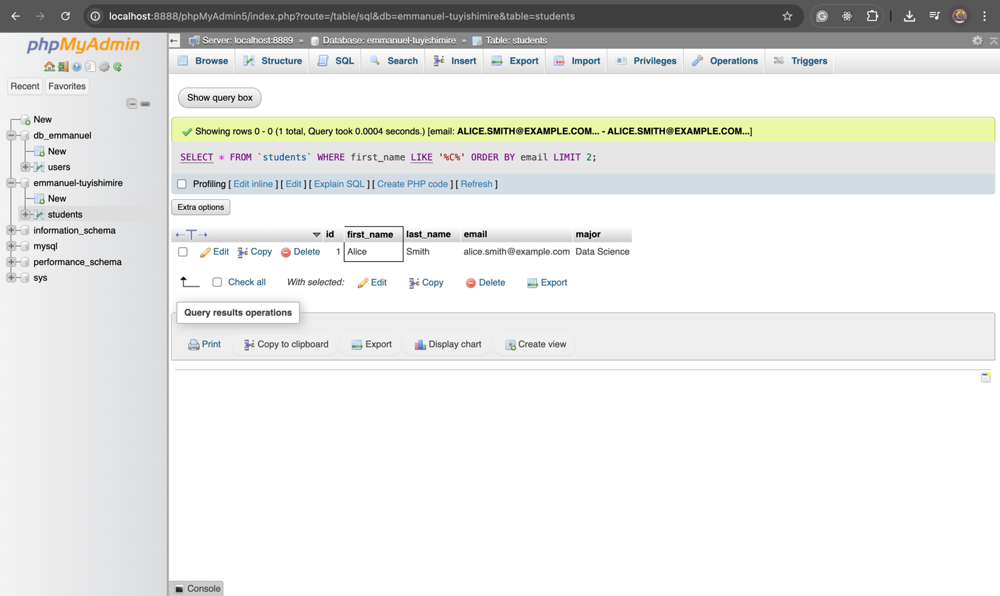 localhost:8888/phpMyAdmin5/index.php?route=/table/sql&db=emmanuel-tuyishimire&table=students
phpMyAdmin
Recent Favorites
New
db_emmanuel
New
users
emmanuel-tuyishimire
New
students
information_schema
mysql
performance_schema
sys
Server: localhost:8889 » Database: emmanuel-tuyishimire » Table: students
Browse Structure SQL Search Insert Export Import Privileges Operations Triggers
Show query box
Showing rows 0 - 0 (1 total, Query took 0.0004 seconds.) [email: ALICE.SMITH@EXAMPLE.COM... - ALICE.SMITH@EXAMPLE.COM...]
SELECT * FROM `students` WHERE first_name LIKE '%C%' ORDER BY email LIMIT 2;
Profiling [ Edit inline ] [ Edit ] [ Explain SQL ] [ Create PHP code ] [ Refresh ]
Extra options
←T→ id first_name last_name email major
Edit Copy Delete 1 Alice Smith alice.smith@example.com Data Science
Check all With selected: Edit Copy Delete Export
Query results operations
Print Copy to clipboard Export Display chart Create view
Console